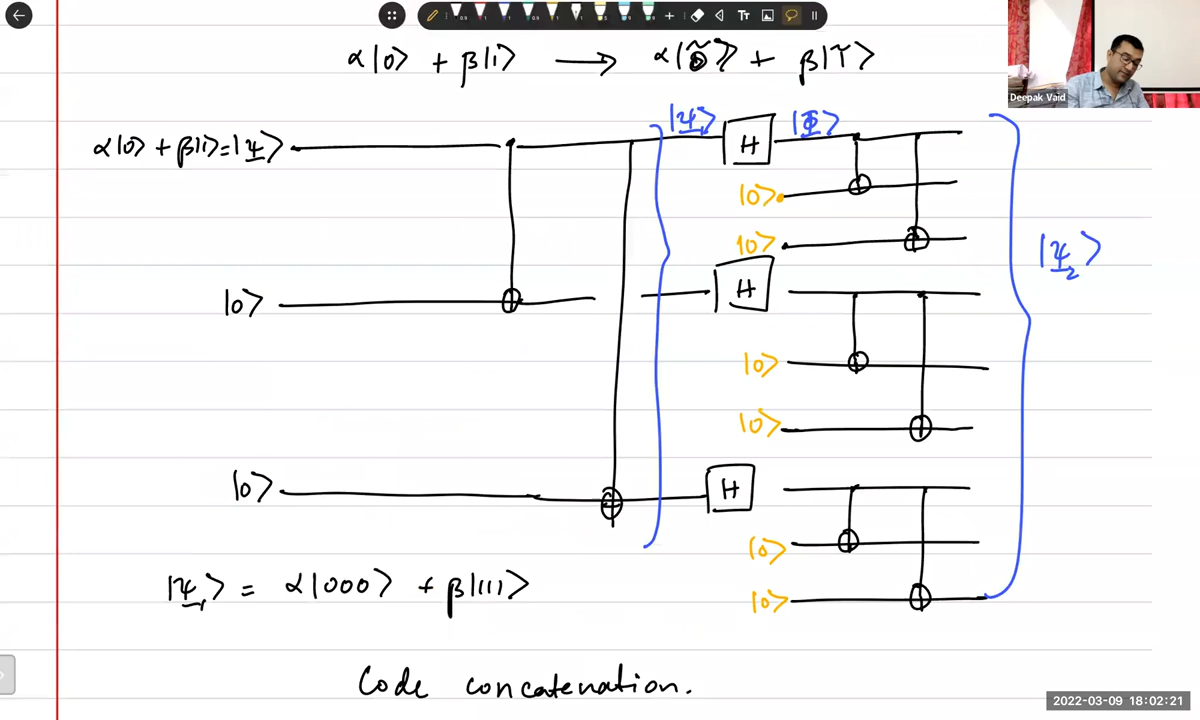 α|0⟩ + β|1⟩ ⟶ α|0̃⟩ + β|1̃⟩
Deepak Vaid
α|0⟩ + β|1⟩ = |Ψ⟩
|Ψ₁⟩ H |Φ⟩
|0⟩
|0⟩
|Ψ₂⟩
|0⟩ H
|0⟩
|0⟩
|0⟩ H
|0⟩
|0⟩
|Ψ₁⟩ = α|000⟩ + β|111⟩
Code concatenation.
2022-03-09 18:02:21